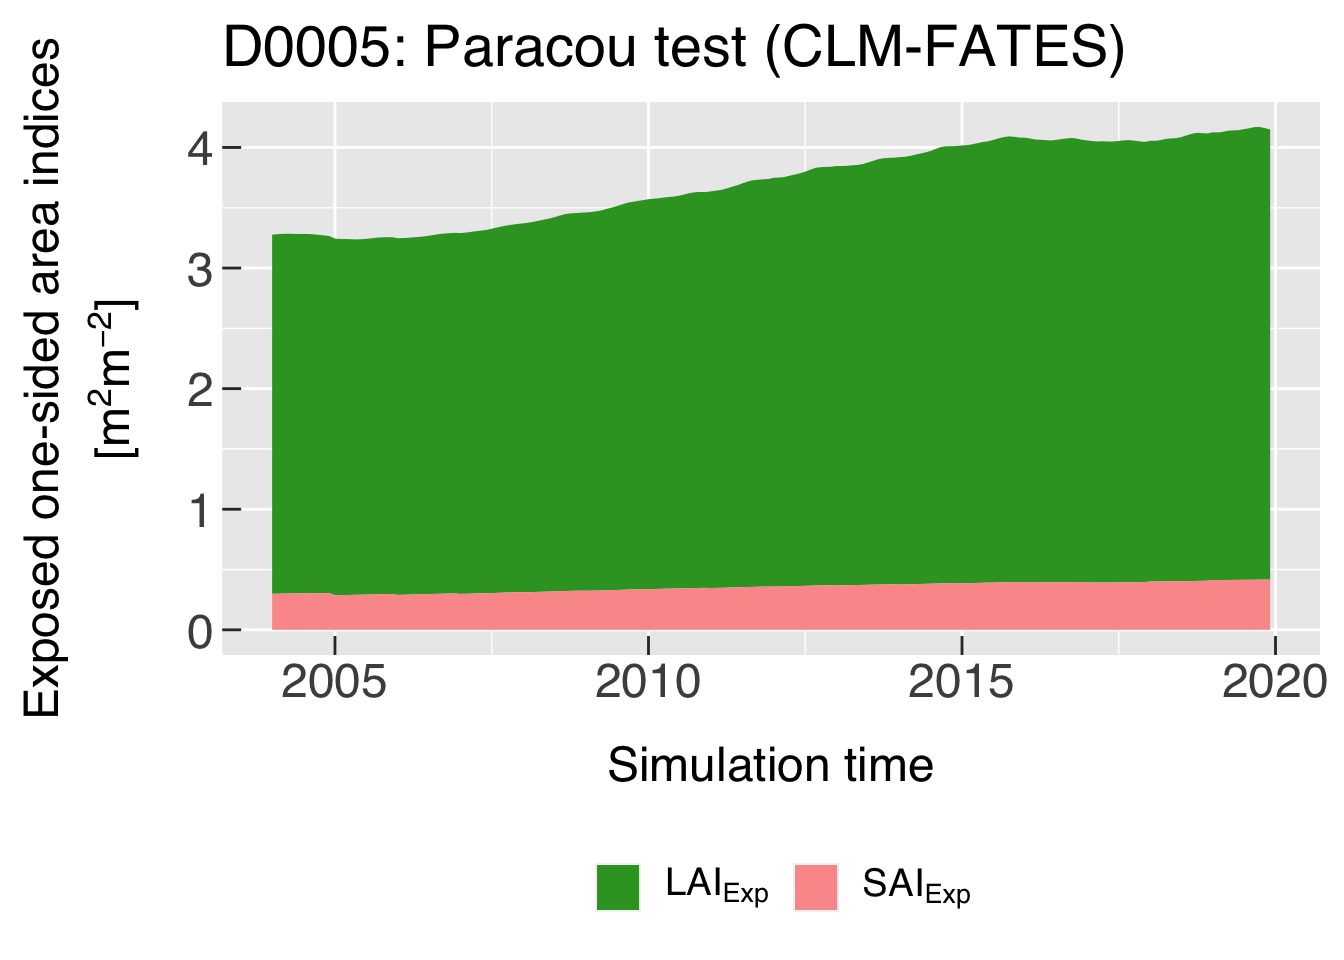 D0005: Paracou test (CLM-FATES)
Exposed one-sided area indices
[m²m⁻²]
4
3
2
1
0
2005 2010 2015 2020
Simulation time
LAI_Exp SAI_Exp